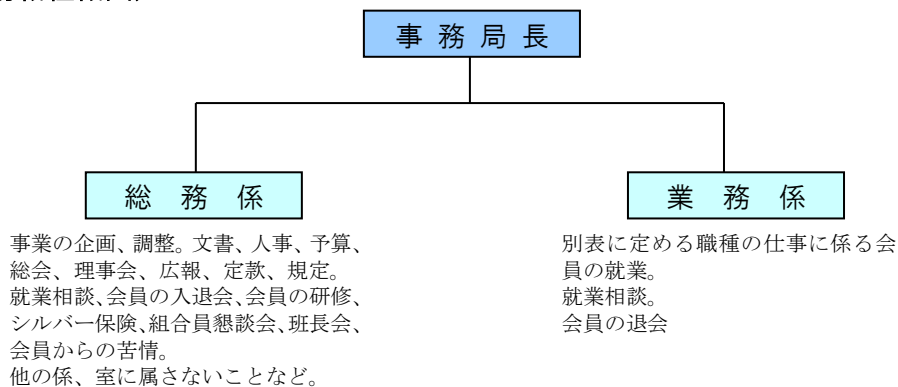 事務局長
総務係
業務係
事業の企画、調整。文書、人事、予算、
総会、理事会、広報、定款、規定。
就業相談、会員の入退会、会員の研修、
シルバー保険、組合員懇談会、班長会、
会員からの苦情。
他の係、室に属さないことなど。
別表に定める職種の仕事に係る会
員の就業。
就業相談。
会員の退会